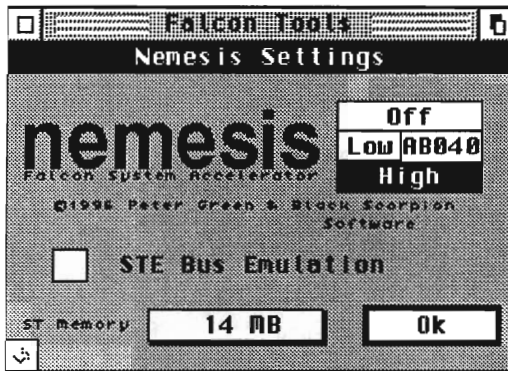 Falcon Tools
Nemesis Settings
Off
nemesis
Low AB040
Falcon System Accelerator
High
©1996 Peter Green & Black Scorpion
Software
STE Bus Emulation
ST memory 14 MB Ok